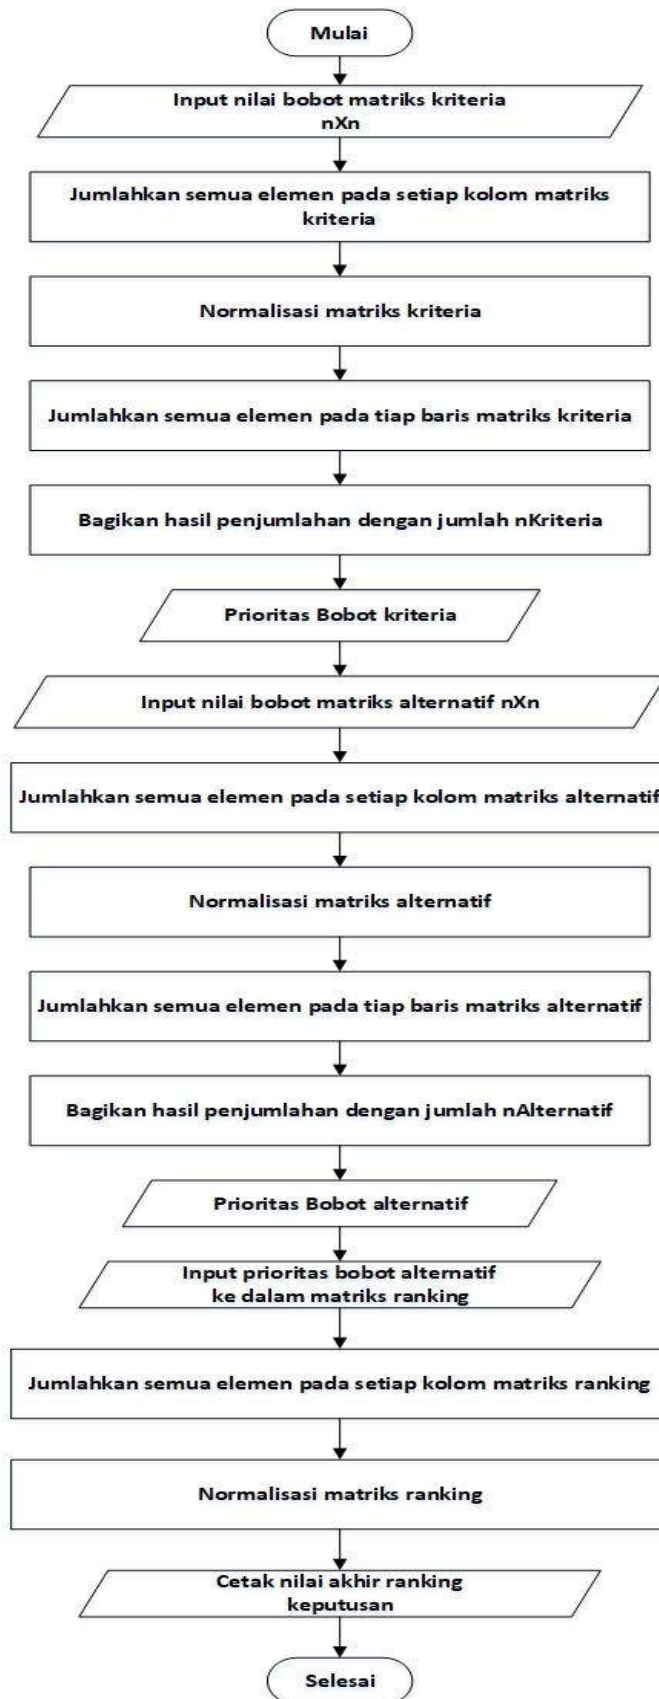 Mulai
Input nilai bobot matriks kriteria
nXn
Jumlahkan semua elemen pada setiap kolom matriks
kriteria
Normalisasi matriks kriteria
Jumlahkan semua elemen pada tiap baris matriks kriteria
Bagikan hasil penjumlahan dengan jumlah nKriteria
Prioritas Bobot kriteria
Input nilai bobot matriks alternatif nXn
Jumlahkan semua elemen pada setiap kolom matriks alternatif
Normalisasi matriks alternatif
Jumlahkan semua elemen pada tiap baris matriks alternatif
Bagikan hasil penjumlahan dengan jumlah nAlternatif
Prioritas Bobot alternatif
Input prioritas bobot alternatif
ke dalam matriks ranking
Jumlahkan semua elemen pada setiap kolom matriks ranking
Normalisasi matriks ranking
Cetak nilai akhir ranking
keputusan
Selesai